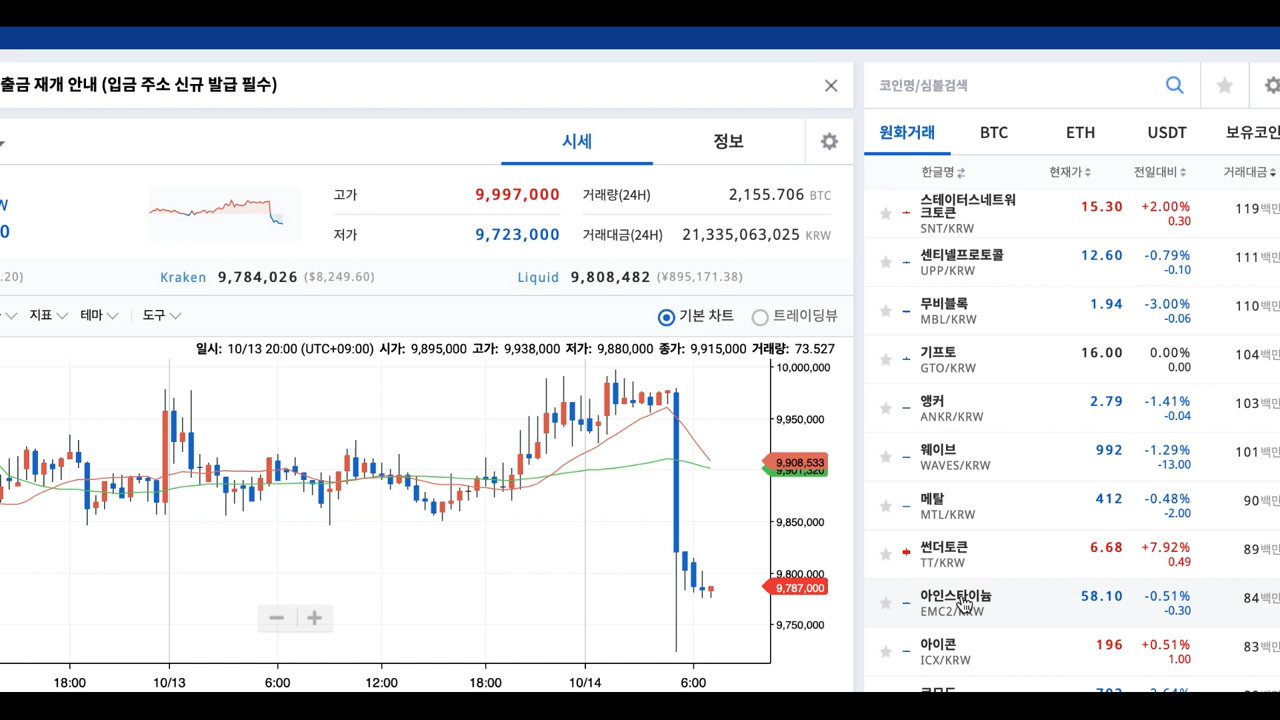 출금 재개 안내 (입금 주소 신규 발급 필수)
시세 정보
W
0
고가 9,997,000 거래량(24H) 2,155.706 BTC
저가 9,723,000 거래대금(24H) 21,335,063,025 KRW
.20) Kraken 9,784,026 ($8,249.60) Liquid 9,808,482 (¥895,171.38)
지표 테마 도구 기본 차트 트레이딩뷰
일시: 10/13 20:00 (UTC+09:00) 시가: 9,895,000 고가: 9,938,000 저가: 9,880,000 종가: 9,915,000 거래량: 73.527
10,000,000
9,950,000
9,908,533
9,901,320
9,850,000
9,800,000
9,787,000
9,750,000
18:00 10/13 6:00 12:00 18:00 10/14 6:00
코인명/심볼검색
원화거래 BTC ETH USDT 보유코인
한글명 현재가 전일대비 거래대금
스테이터스네트워크토큰 15.30 +2.00% 119백만
SNT/KRW 0.30
센티넬프로토콜 12.60 -0.79% 111백만
UPP/KRW -0.10
무비블록 1.94 -3.00% 110백만
MBL/KRW -0.06
기프토 16.00 0.00% 104백만
GTO/KRW 0.00
앵커 2.79 -1.41% 103백만
ANKR/KRW -0.04
웨이브 992 -1.29% 101백만
WAVES/KRW -13.00
메탈 412 -0.48% 90백만
MTL/KRW -2.00
썬더토큰 6.68 +7.92% 89백만
TT/KRW 0.49
아인스타이늄 58.10 -0.51% 84백만
EMC2/KRW -0.30
아이콘 196 +0.51% 83백만
ICX/KRW 1.00